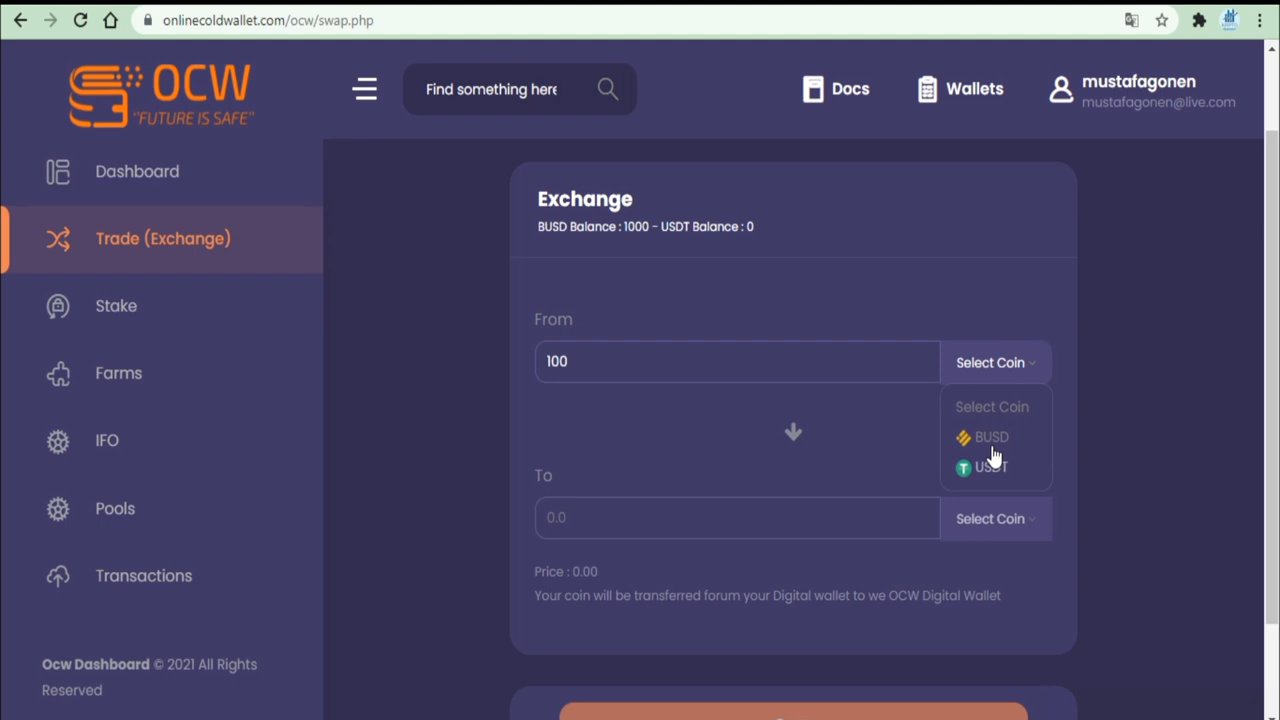 onlinecoldwallet.com/ocw/swap.php
OCW
"FUTURE IS SAFE"
Find something here
Docs
Wallets
mustafagonen
mustafagonen@live.com
Dashboard
Trade (Exchange)
Stake
Farms
IFO
Pools
Transactions
Ocw Dashboard © 2021 All Rights
Reserved
Exchange
BUSD Balance : 1000 - USDT Balance : 0
From
100
Select Coin
Select Coin
BUSD
USDT
To
0.0
Select Coin
Price : 0.00
Your coin will be transferred forum your Digital wallet to we OCW Digital Wallet